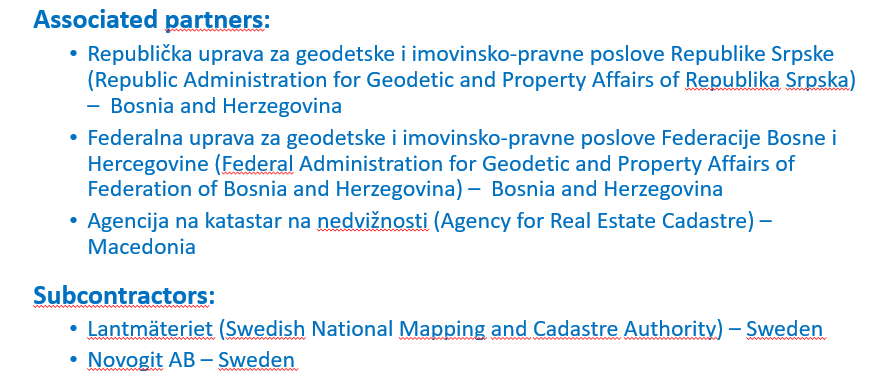 Associated partners:
• Republička uprava za geodetske i imovinsko-pravne poslove Republike Srpske
(Republic Administration for Geodetic and Property Affairs of Republika Srpska)
– Bosnia and Herzegovina
• Federalna uprava za geodetske i imovinsko-pravne poslove Federacije Bosne i
Hercegovine (Federal Administration for Geodetic and Property Affairs of
Federation of Bosnia and Herzegovina) – Bosnia and Herzegovina
• Agencija na katastar na nedvižnosti (Agency for Real Estate Cadastre) –
Macedonia
Subcontractors:
• Lantmäteriet (Swedish National Mapping and Cadastre Authority) – Sweden
• Novogit AB – Sweden